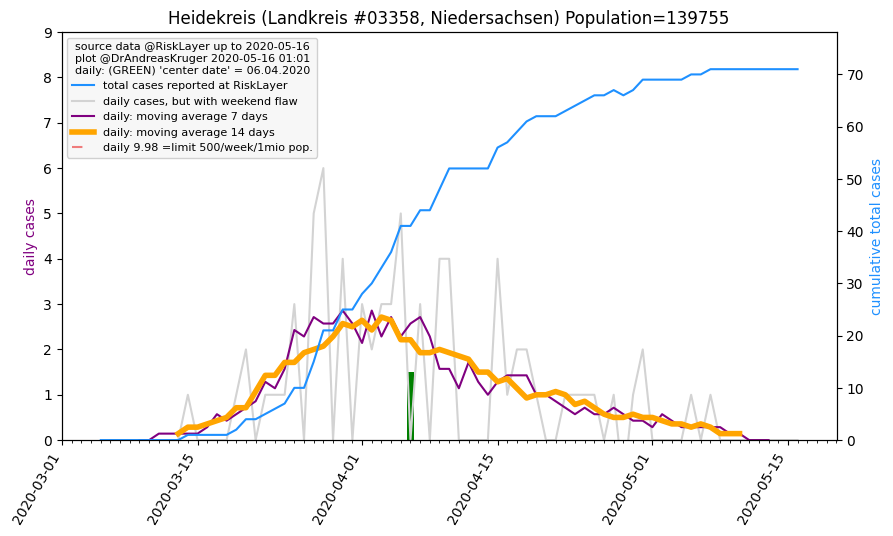 Heidekreis (Landkreis #03358, Niedersachsen) Population=139755
source data @RiskLayer up to 2020-05-16
plot @DrAndreasKruger 2020-05-16 01:01
daily: (GREEN) 'center date' = 06.04.2020
total cases reported at RiskLayer
daily cases, but with weekend flaw
daily: moving average 7 days
daily: moving average 14 days
daily 9.98 =limit 500/week/1mio pop.
daily cases
9
8
7
6
5
4
3
2
1
0
cumulative total cases
70
60
50
40
30
20
10
0
2020-03-01
2020-03-15
2020-04-01
2020-04-15
2020-05-01
2020-05-15